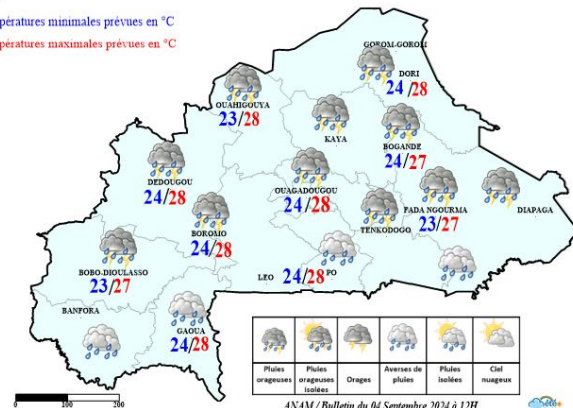 pératures minimales prévues en °C
pératures maximales prévues en °C
GOROM-GOROM
DORI
24/28
OUAHIGOUYA
23/28
KAYA
BOGANDE
24/27
DEDOUGOU
24/28
OUAGADOUGOU
24/28
FADA NGOURMA
23/27
DIAPAGA
TENKODOGO
BOROMO
24/28
BOBO-DIOULASSO
23/27
LEO
24/28 PO
BANFORA
GAOUA
24/28
Pluies orageuses
Pluies orageuses isolées
Orages
Averses de pluies
Pluies isolées
Ciel nuageux
0 100 200
ANAM / Bulletin du 04 Septembre 2024 à 12H